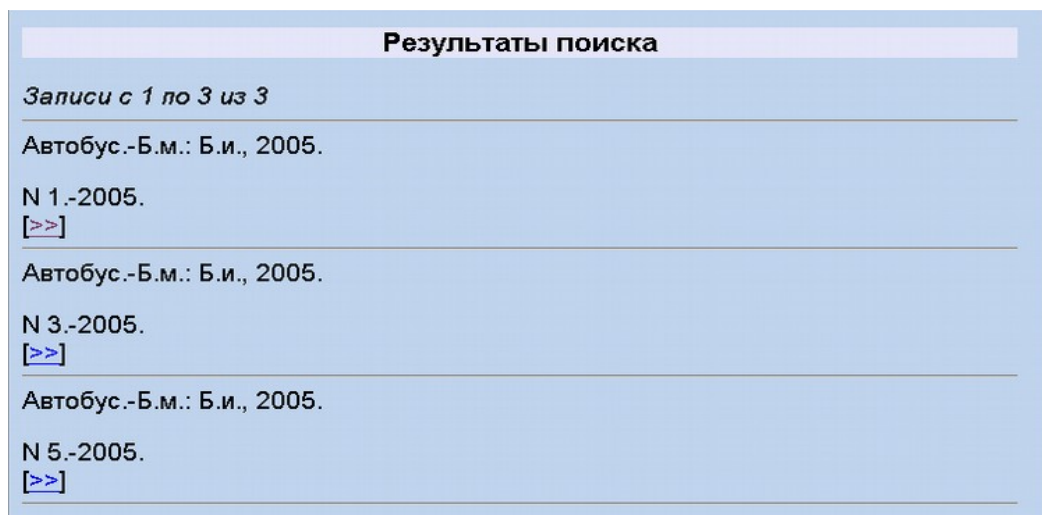 Результаты поиска
Записи с 1 по 3 из 3
Автобус.-Б.м.: Б.и., 2005.
N 1.-2005.
[>>]
Автобус.-Б.м.: Б.и., 2005.
N 3.-2005.
[>>]
Автобус.-Б.м.: Б.и., 2005.
N 5.-2005.
[>>]